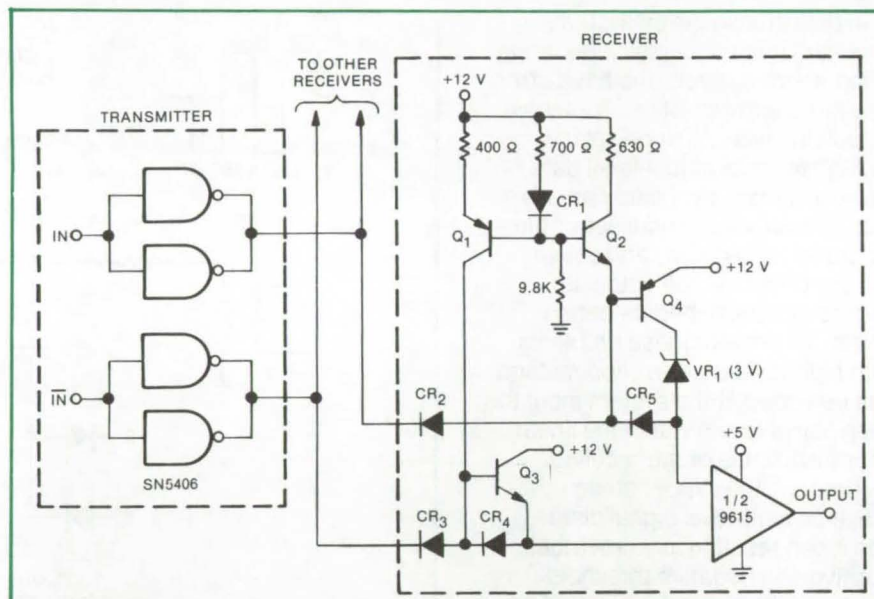 RECEIVER
TO OTHER
RECEIVERS
TRANSMITTER
+12 V
400 Ω
700 Ω
630 Ω
CR1
Q1
Q2
IN
+12 V
9.8K
Q4
VR1 (3 V)
CR2
CR5
+5 V
IN
+12 V
Q3
1/2
9615
OUTPUT
SN5406
CR3
CR4